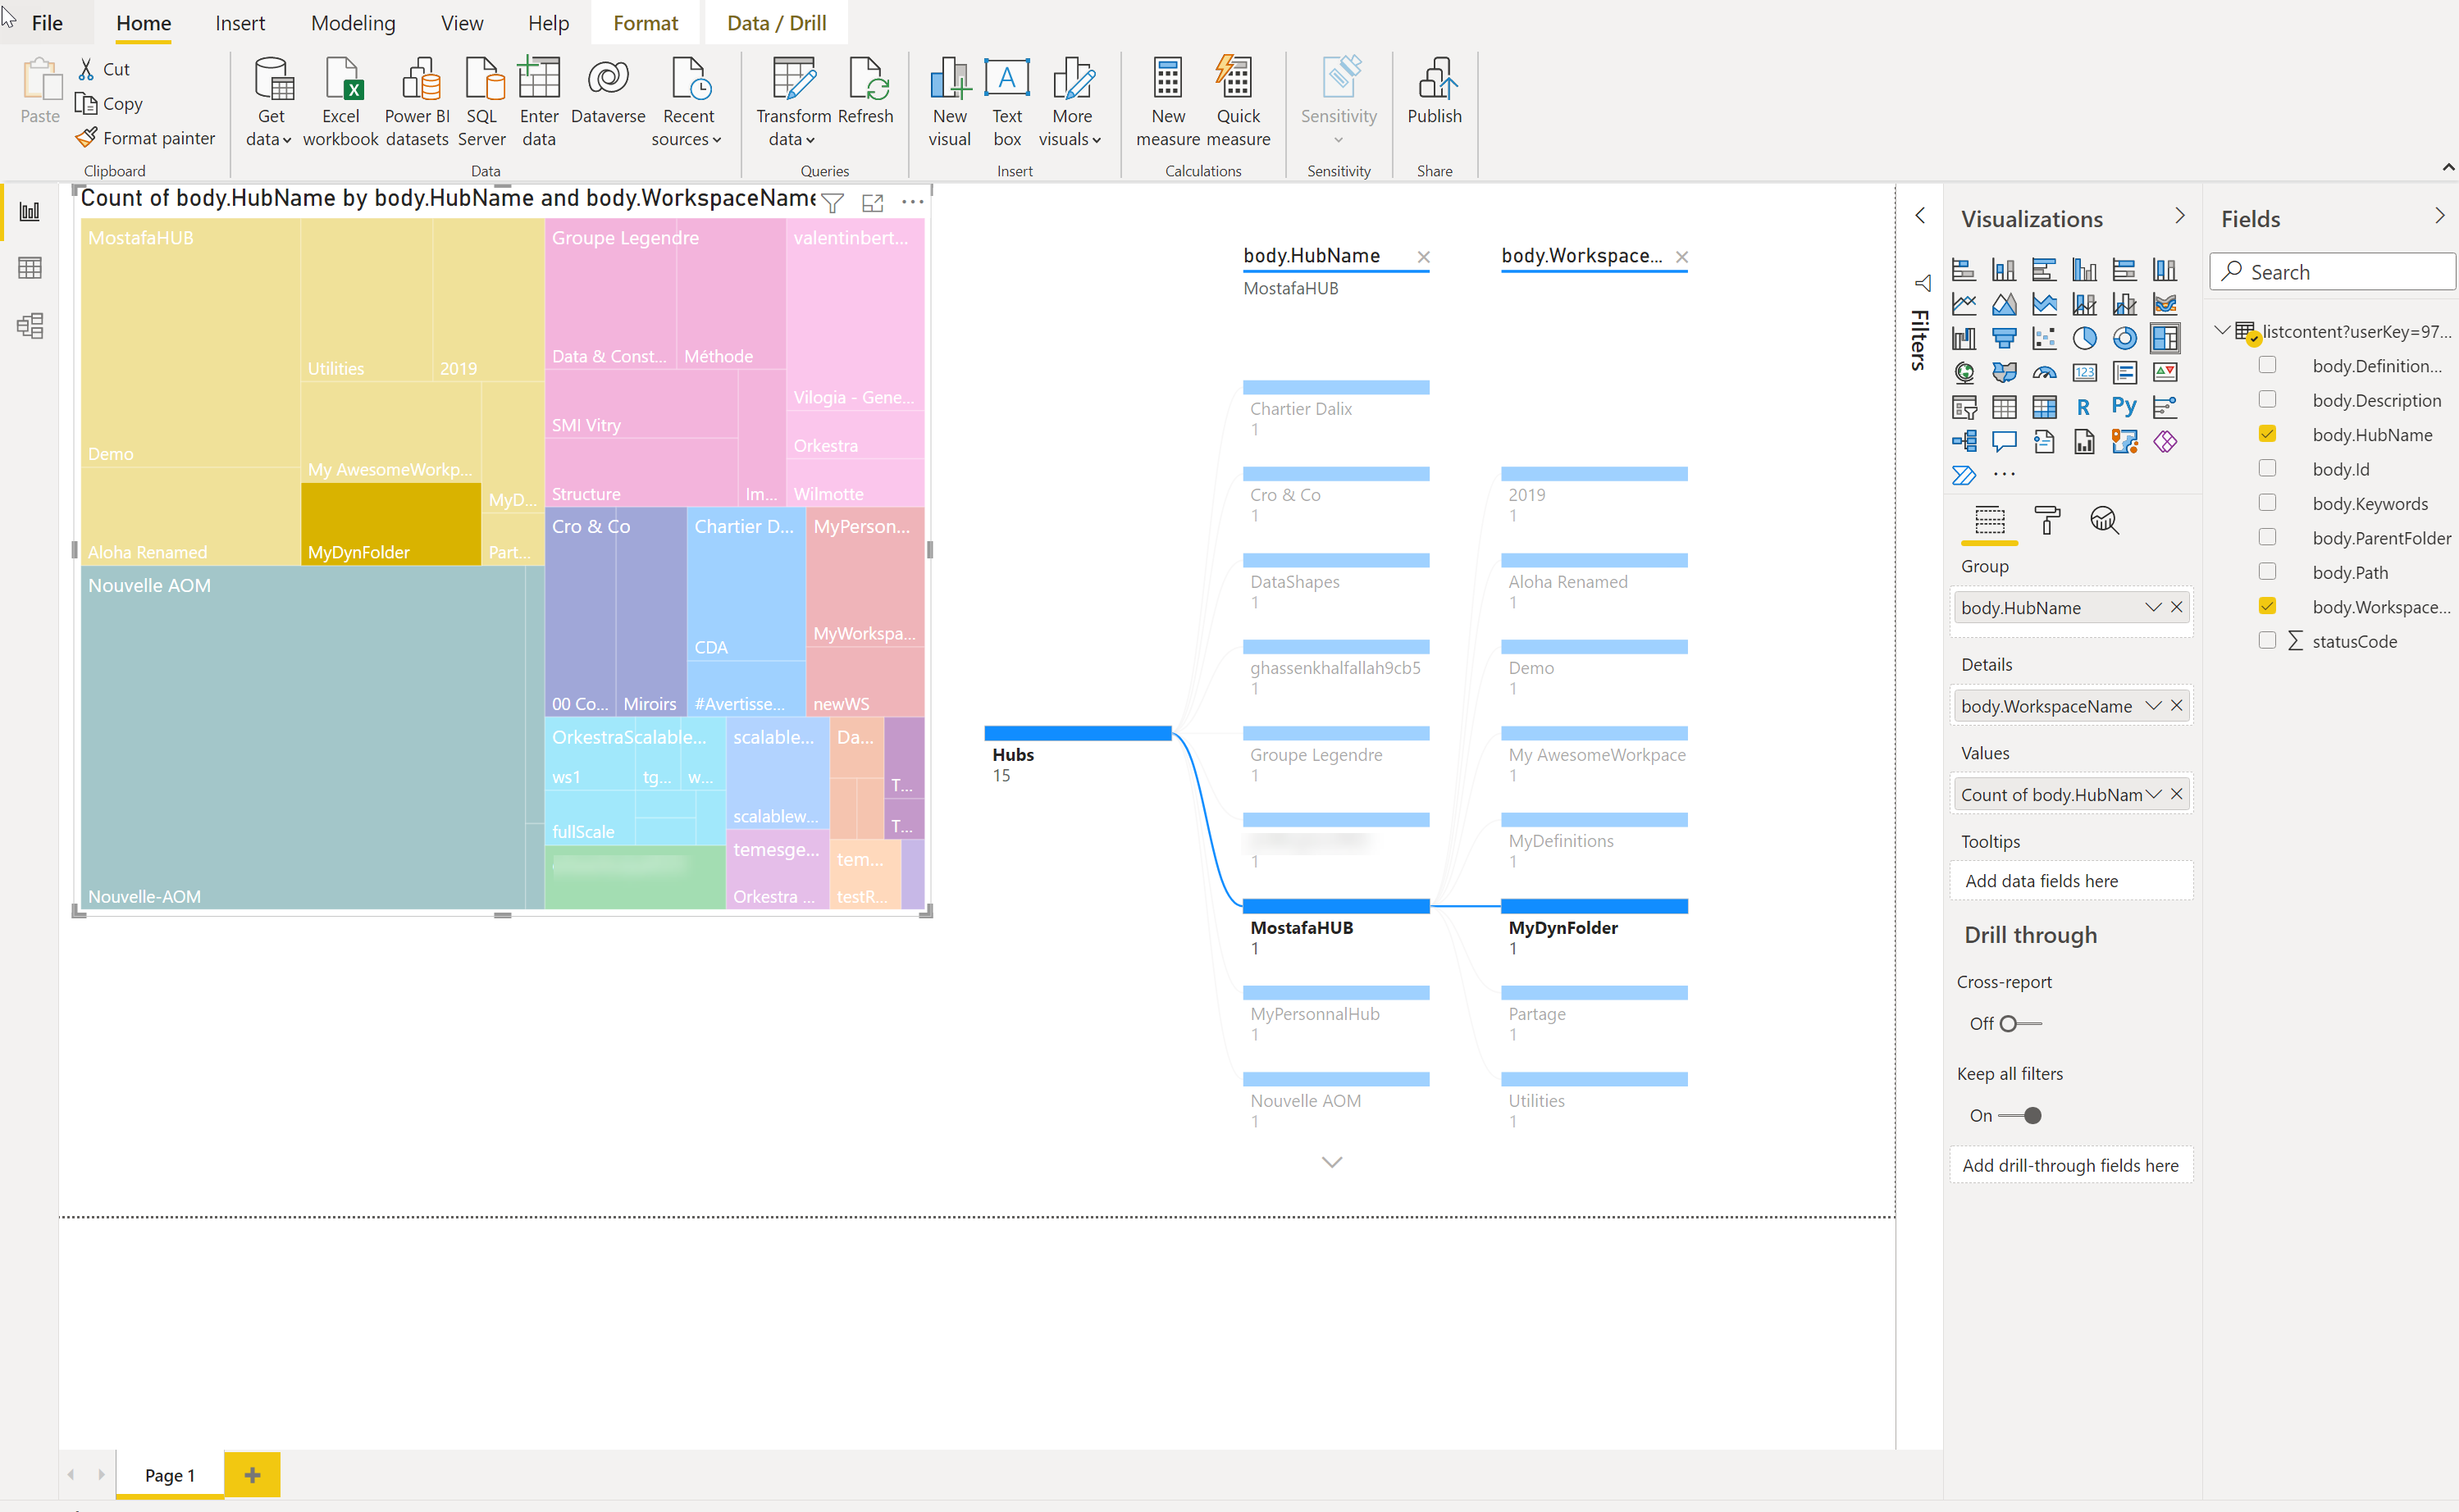 File
Home
Insert
Modeling
View
Help
Format
Data / Drill
Paste
Cut
Copy
Format painter
Clipboard
Get data
Excel workbook
Power BI datasets
SQL Server
Enter data
Dataverse
Recent sources
Data
Transform data
Refresh
Queries
New visual
Text box
More visuals
Insert
New measure
Quick measure
Calculations
Sensitivity
Sensitivity
Publish
Share
Count of body.HubName by body.HubName and body.WorkspaceName
MostafaHUB
Utilities
2019
Demo
My AwesomeWorkp...
MyD...
Aloha Renamed
MyDynFolder
Part...
Nouvelle AOM
Nouvelle-AOM
Groupe Legendre
Data & Const...
Méthode
SMI Vitry
Structure
Im...
valentinbert...
Vilogia - Gene...
Orkestra
Wilmotte
Cro & Co
00 Co...
Miroirs
Chartier D...
CDA
#Avertisse...
MyPerson...
MyWorkspa...
newWS
OrkestraScalable...
ws1
tg...
w...
fullScale
scalable...
scalablew...
Da...
T...
T...
temesge...
Orkestra ...
tem...
testR...
body.HubName
MostafaHUB
body.Workspace...
Hubs
15
Chartier Dalix
1
Cro & Co
1
DataShapes
1
ghassenkhalfallah9cb5
1
Groupe Legendre
1
1
MostafaHUB
1
MyPersonnalHub
1
Nouvelle AOM
1
2019
1
Aloha Renamed
1
Demo
1
My AwesomeWorkpace
1
MyDefinitions
1
MyDynFolder
1
Partage
1
Utilities
1
Filters
Visualizations
123
R
Py
Group
body.HubName
Details
body.WorkspaceName
Values
Count of body.HubNam
Tooltips
Add data fields here
Drill through
Cross-report
Off
Keep all filters
On
Add drill-through fields here
Fields
Search
listcontent?userKey=97...
body.Definition...
body.Description
body.HubName
body.Id
body.Keywords
body.ParentFolder
body.Path
body.Workspace...
Σ statusCode
Page 1